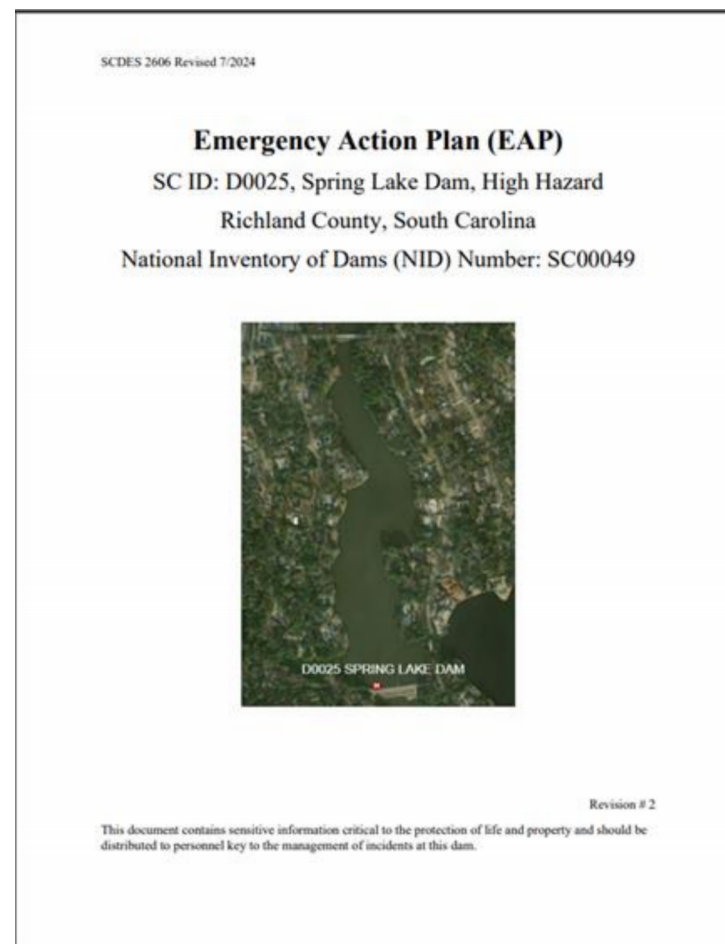 SCDES 2606 Revised 7/2024
Emergency Action Plan (EAP)
SC ID: D0025, Spring Lake Dam, High Hazard
Richland County, South Carolina
National Inventory of Dams (NID) Number: SC00049
D0025 SPRING LAKE DAM
Revision # 2
This document contains sensitive information critical to the protection of life and property and should be
distributed to personnel key to the management of incidents at this dam.